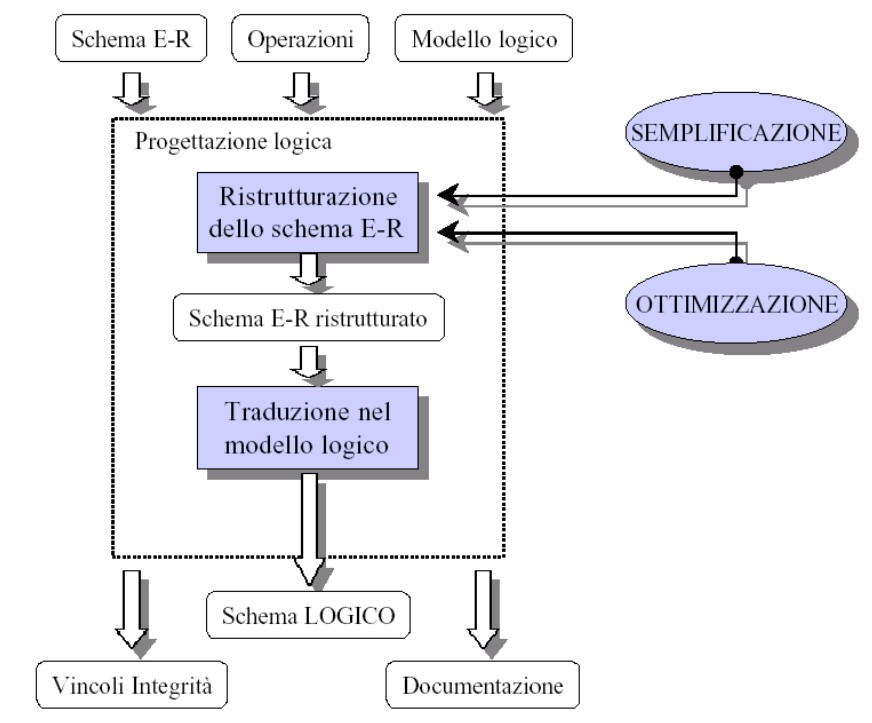 Schema E-R
Operazioni
Modello logico
Progettazione logica
SEMPLIFICAZIONE
Ristrutturazione
dello schema E-R
OTTIMIZZAZIONE
Schema E-R ristrutturato
Traduzione nel
modello logico
Schema LOGICO
Vincoli Integrità
Documentazione